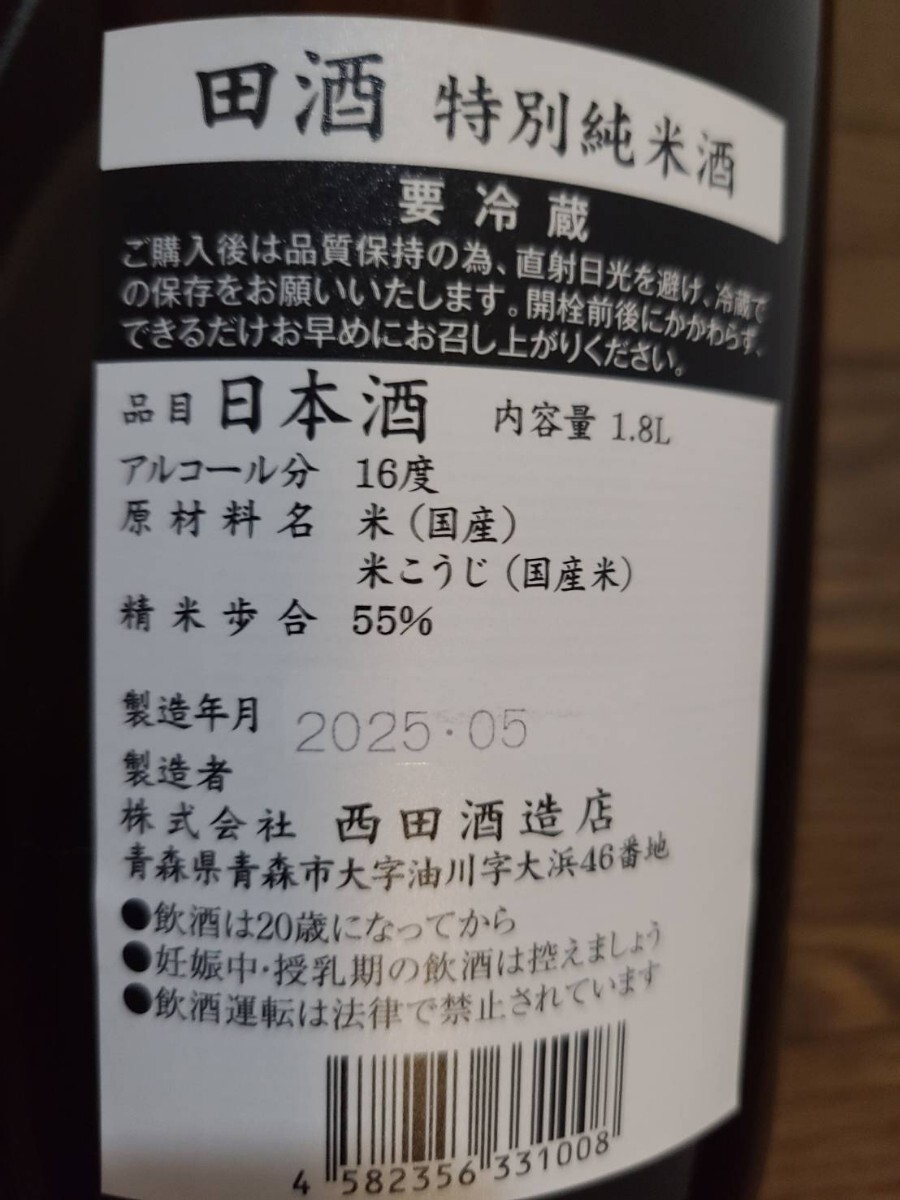 田酒 特別純米酒
要冷蔵
ご購入後は品質保持の為、直射日光を避け、冷蔵で
の保存をお願いいたします。開栓前後にかかわらず、
できるだけお早めにお召し上がりください。
品目 日本酒 内容量 1.8L
アルコール分 16度
原材料名 米（国産）
米こうじ（国産米）
精米歩合 55%
製造年月 2025・05
製造者
株式会社 西田酒造店
青森県青森市大字油川字大浜46番地
●飲酒は20歳になってから
●妊娠中・授乳期の飲酒は控えましょう
●飲酒運転は法律で禁止されています
4 582356 331008